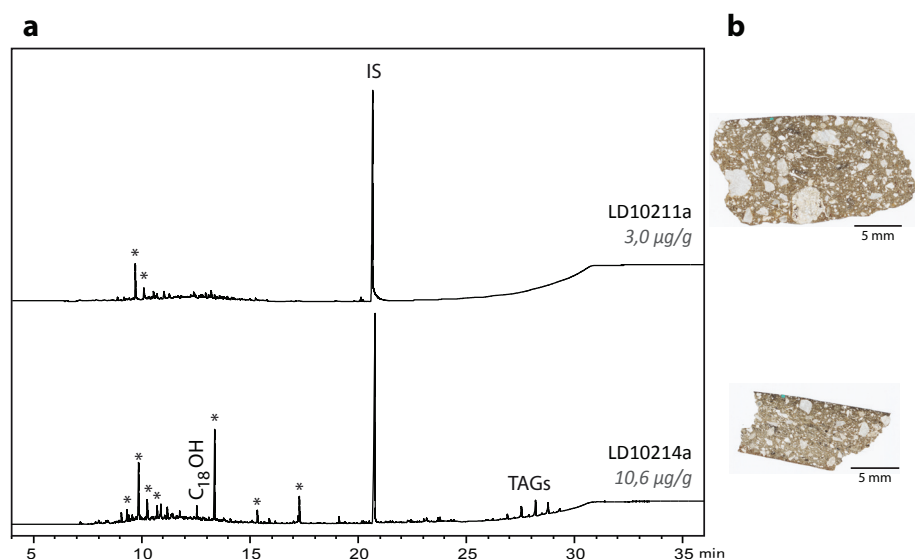 a
b
IS
LD10211a
3,0 µg/g
5 mm
*
*
*
*
*
*
*
C18OH
*
*
LD10214a
10,6 µg/g
TAGs
5 mm
5
10
15
20
25
30
35 min